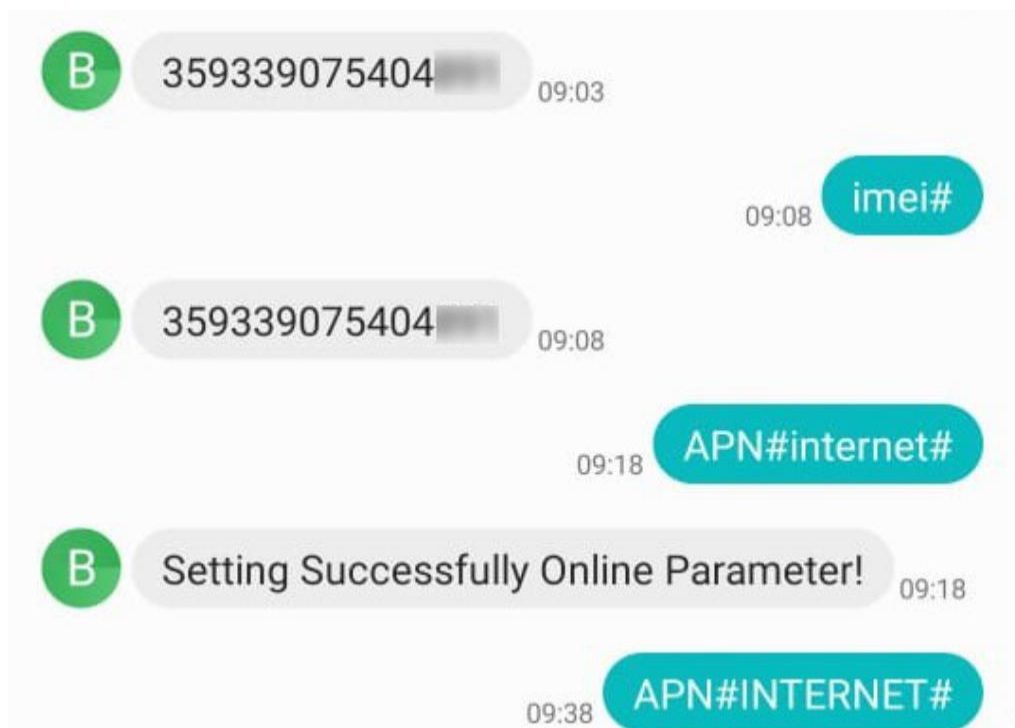 B
359339075404
09:03
imei#
09:08
B
359339075404
09:08
APN#internet#
09:18
B
Setting Successfully Online Parameter!
09:18
APN#INTERNET#
09:38